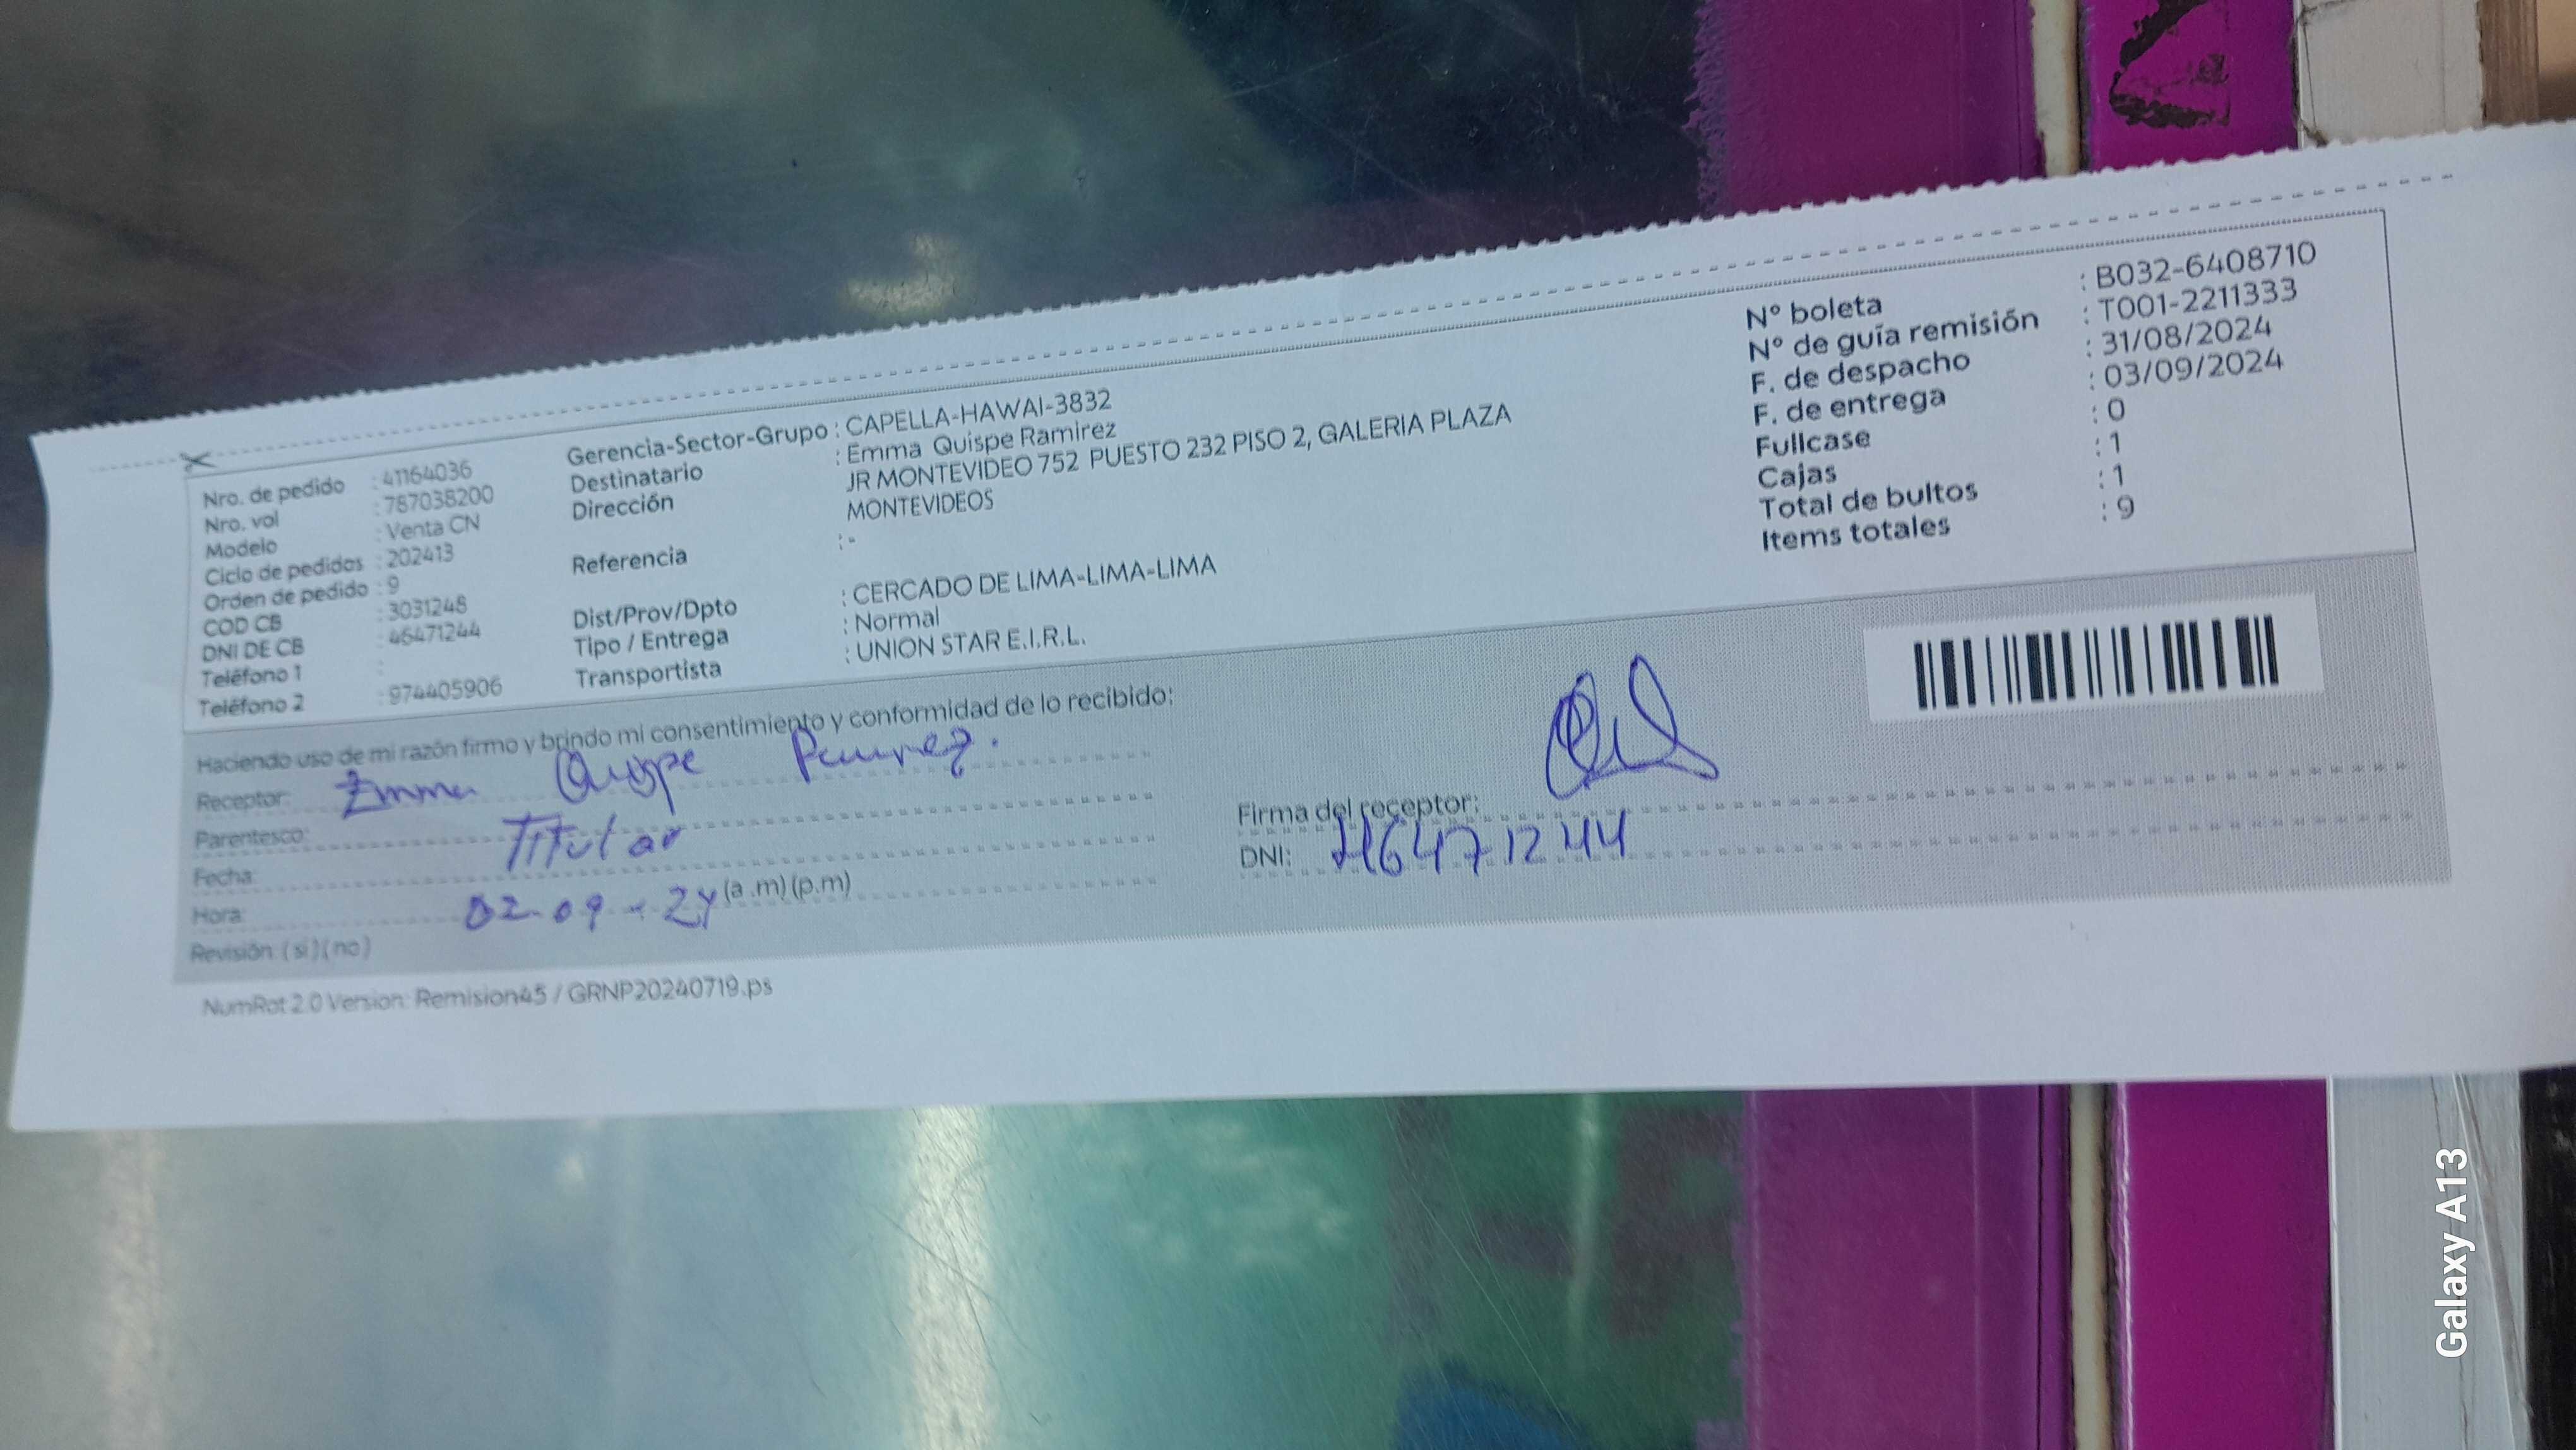 Nro. de pedido : 41164036
Nro. vol : 787038200
Modelo : Venta CN
Ciclo de pedidos : 202413
Orden de pedido : 9
COD CB : 3031248
DNI DE CB : 46471244
Teléfono 1 :
Teléfono 2 : 974405906
Gerencia-Sector-Grupo : CAPELLA-HAWAI-3832
Destinatario : Emma Quispe Ramirez
Dirección JR MONTEVIDEO 752 PUESTO 232 PISO 2, GALERIA PLAZA
MONTEVIDEOS
Referencia : -
Dist/Prov/Dpto : CERCADO DE LIMA-LIMA-LIMA
Tipo / Entrega : Normal
Transportista : UNION STAR E.I.R.L.
N° boleta : B032-6408710
N° de guía remisión : T001-2211333
F. de despacho : 31/08/2024
F. de entrega : 03/09/2024
Fullcase : 0
Cajas : 1
Total de bultos : 1
Items totales : 9
Haciendo uso de mi razón firmo y brindo mi consentimiento y conformidad de lo recibido:
Receptor: Emma Quispe Ramirez.
Parentesco: Titular
Fecha:
Hora: 02-09-24 (a .m) (p.m)
Revisión: ( si ) ( no )
Firma del receptor:
DNI: 46471244
NumRot 2.0 Version: Remision45 / GRNP20240719.ps
Galaxy A13